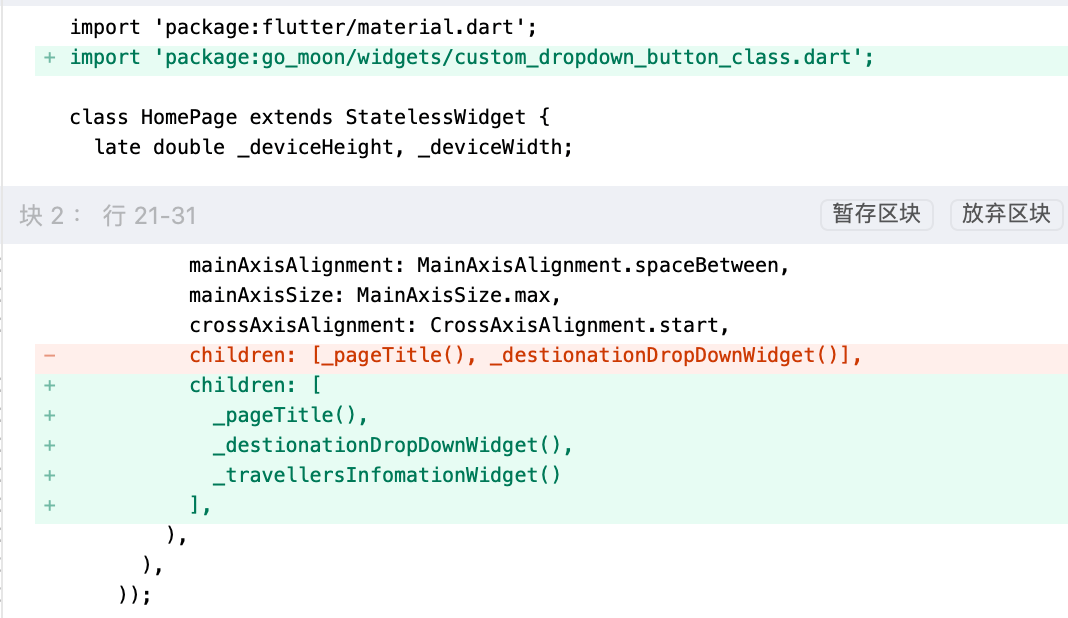 import 'package:flutter/material.dart';
+ import 'package:go_moon/widgets/custom_dropdown_button_class.dart';
class HomePage extends StatelessWidget {
late double _deviceHeight, _deviceWidth;
块 2： 行 21-31 暂存区块 放弃区块
mainAxisAlignment: MainAxisAlignment.spaceBetween,
mainAxisSize: MainAxisSize.max,
crossAxisAlignment: CrossAxisAlignment.start,
- children: [_pageTitle(), _destionationDropDownWidget()],
+ children: [
+ _pageTitle(),
+ _destionationDropDownWidget(),
+ _travellersInfomationWidget()
+ ],
),
),
));